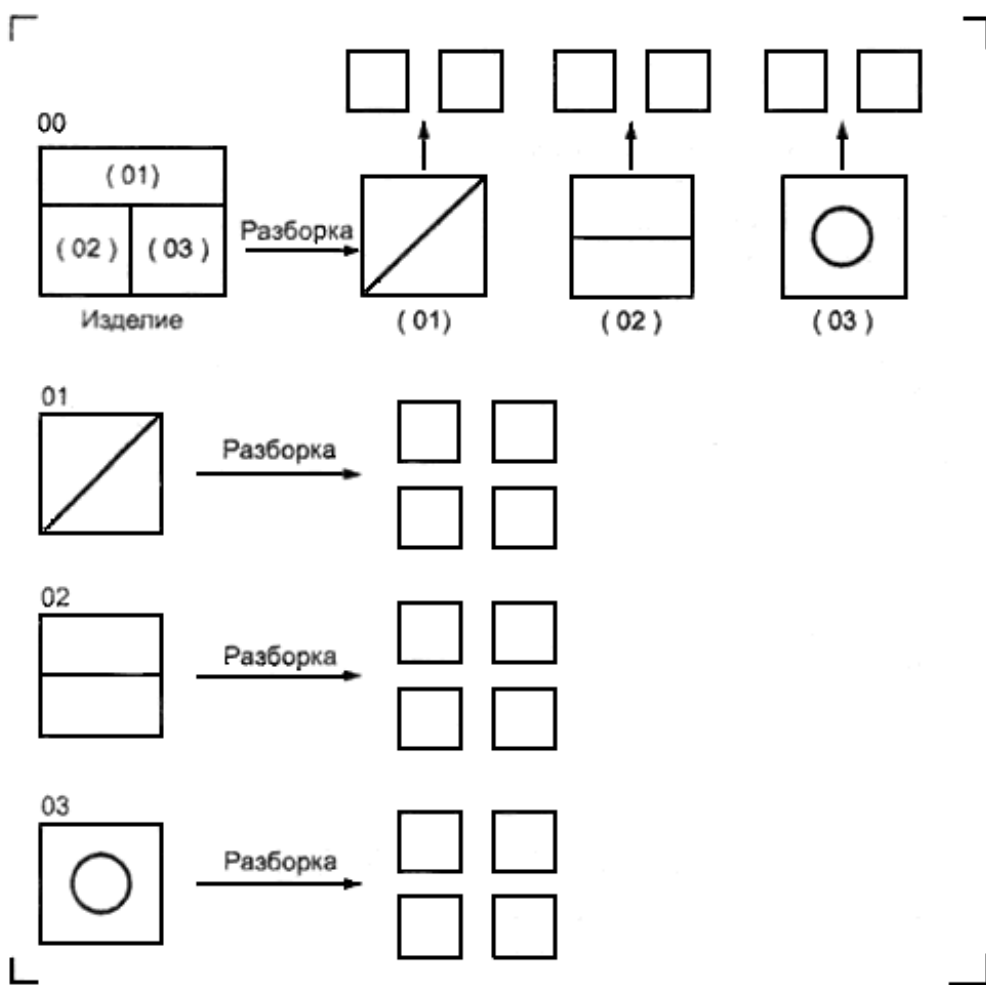 00
( 01)
( 02 ) ( 03 )
Изделие
Разборка
( 01)
( 02 )
( 03 )
01
Разборка
02
Разборка
03
Разборка